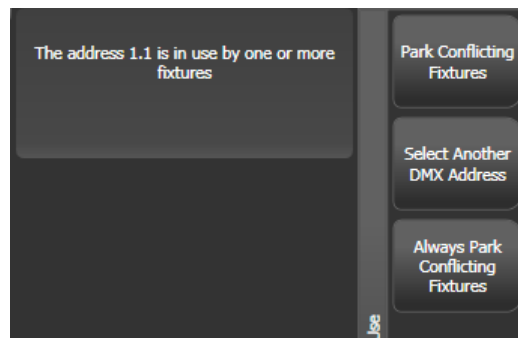 The address 1.1 is in use by one or more
fixtures
Park Conflicting
Fixtures
Select Another
DMX Address
Always Park
Conflicting
Fixtures
Use